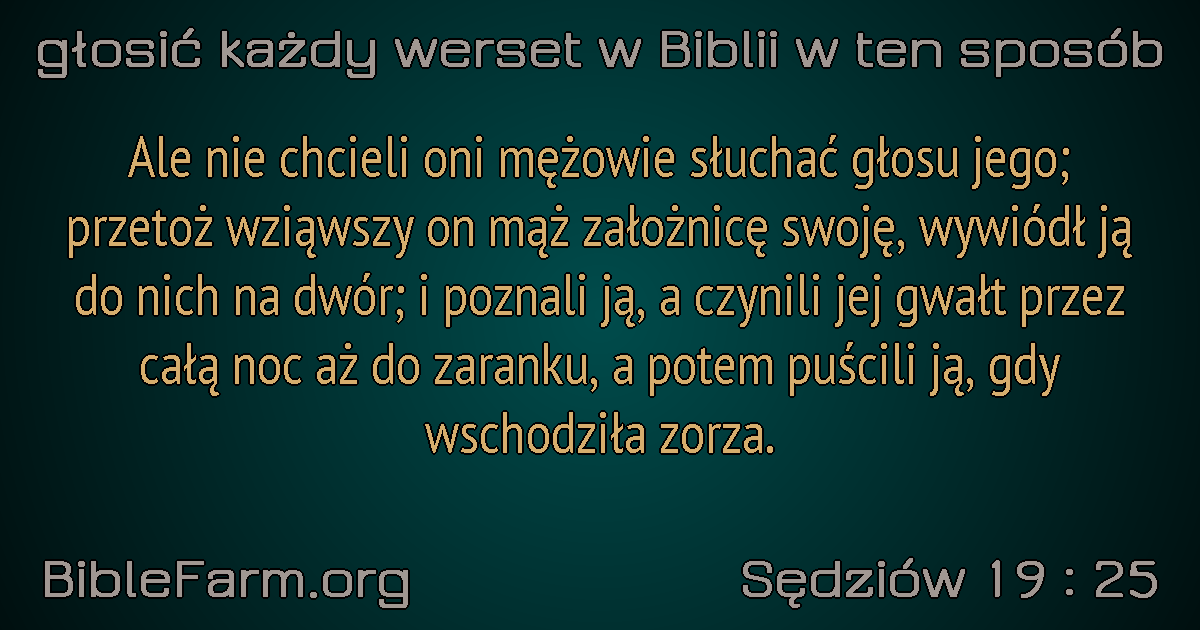 głosić każdy werset w Biblii w ten sposób
Ale nie chcieli oni mężowie słuchać głosu jego;
przetoż wziąwszy on mąż założnicę swoję, wywiódł ją
do nich na dwór; i poznali ją, a czynili jej gwałt przez
całą noc aż do zaranku, a potem puścili ją, gdy
wschodziła zorza.
BibleFarm.org
Sędziów 19 : 25